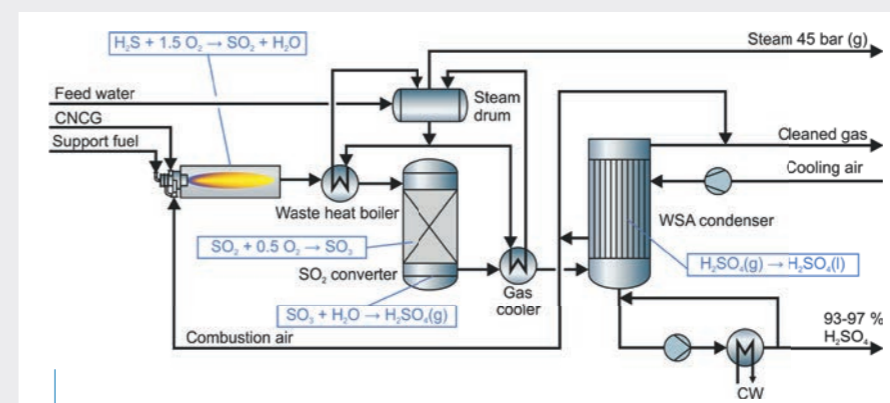 H₂S + 1.5 O₂ → SO₂ + H₂O
Steam 45 bar (g)
Feed water
Steam
drum
CNCG
Support fuel
Cleaned gas
Cooling air
Waste heat boiler
WSA condenser
SO₂ + 0.5 O₂ → SO₃
SO₂ converter
H₂SO₄(g) → H₂SO₄(l)
Gas
cooler
SO₃ + H₂O → H₂SO₄(g)
Combustion air
93-97 %
H₂SO₄
CW